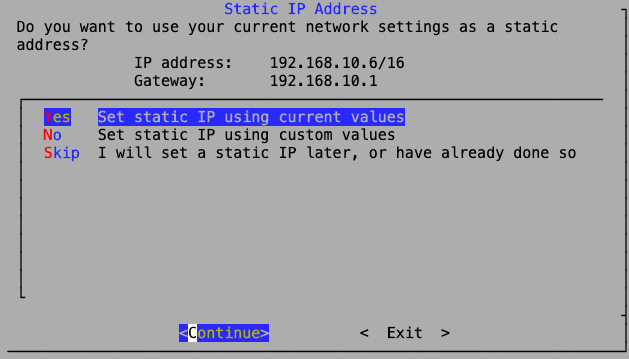 Static IP Address
Do you want to use your current network settings as a static
address?
IP address:    192.168.10.6/16
Gateway:       192.168.10.1
Yes   Set static IP using current values
No    Set static IP using custom values
Skip  I will set a static IP later, or have already done so
<Continue>          <  Exit  >